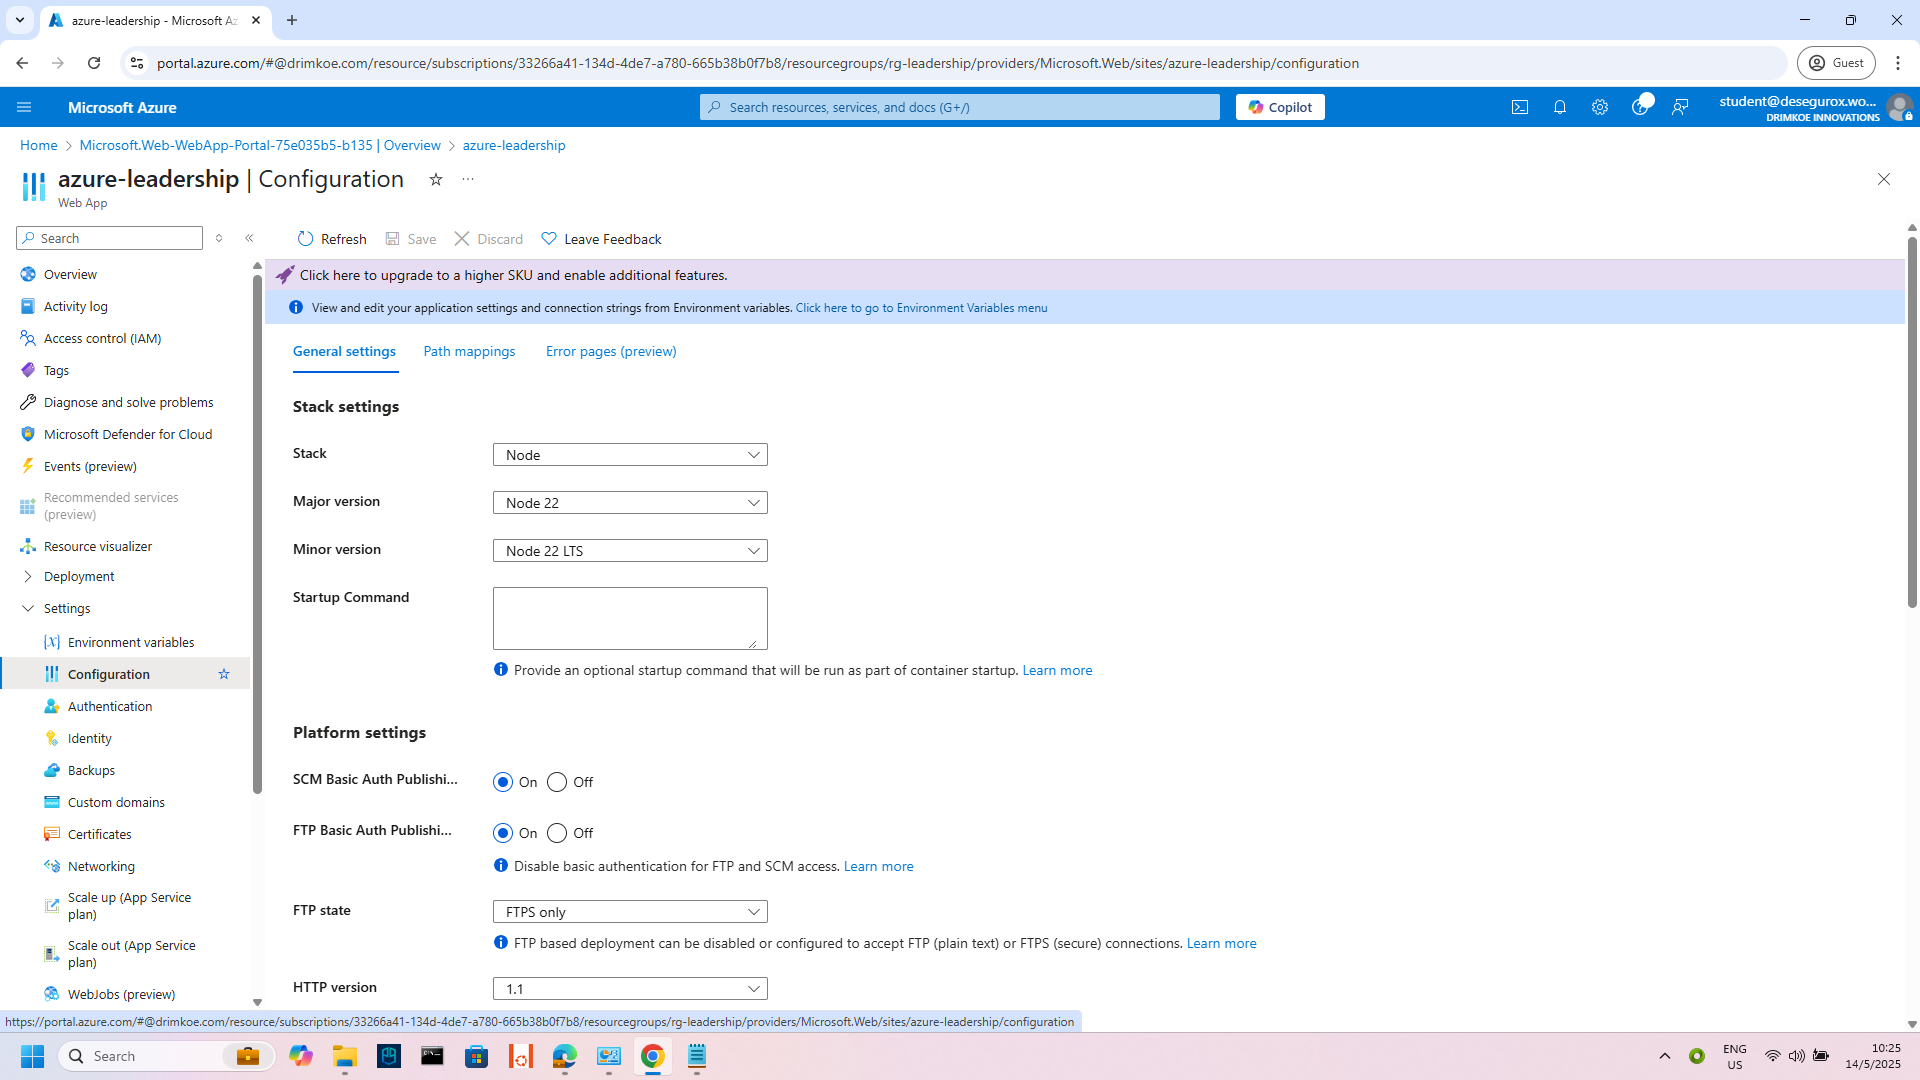 azure-leadership - Microsoft Az
portal.azure.com/#@drimkoe.com/resource/subscriptions/33266a41-134d-4de7-a780-665b38b0f7b8/resourcegroups/rg-leadership/providers/Microsoft.Web/sites/azure-leadership/configuration
Guest
Microsoft Azure
Search resources, services, and docs (G+/)
Copilot
student@desegurox.wo...
DRIMKOE INNOVATIONS
Home > Microsoft.Web-WebApp-Portal-75e035b5-b135 | Overview > azure-leadership
azure-leadership | Configuration
Web App
Search
Refresh
Save
Discard
Leave Feedback
Click here to upgrade to a higher SKU and enable additional features.
View and edit your application settings and connection strings from Environment variables. Click here to go to Environment Variables menu
Overview
Activity log
Access control (IAM)
Tags
Diagnose and solve problems
Microsoft Defender for Cloud
Events (preview)
Recommended services
(preview)
Resource visualizer
Deployment
Settings
Environment variables
Configuration
Authentication
Identity
Backups
Custom domains
Certificates
Networking
Scale up (App Service
plan)
Scale out (App Service
plan)
WebJobs (preview)
General settings
Path mappings
Error pages (preview)
Stack settings
Stack
Node
Major version
Node 22
Minor version
Node 22 LTS
Startup Command
Provide an optional startup command that will be run as part of container startup. Learn more
Platform settings
SCM Basic Auth Publishi...
On
Off
FTP Basic Auth Publishi...
On
Off
Disable basic authentication for FTP and SCM access. Learn more
FTP state
FTPS only
FTP based deployment can be disabled or configured to accept FTP (plain text) or FTPS (secure) connections. Learn more
HTTP version
1.1
https://portal.azure.com/#@drimkoe.com/resource/subscriptions/33266a41-134d-4de7-a780-665b38b0f7b8/resourcegroups/rg-leadership/providers/Microsoft.Web/sites/azure-leadership/configuration
Search
ENG
US
10:25
14/5/2025